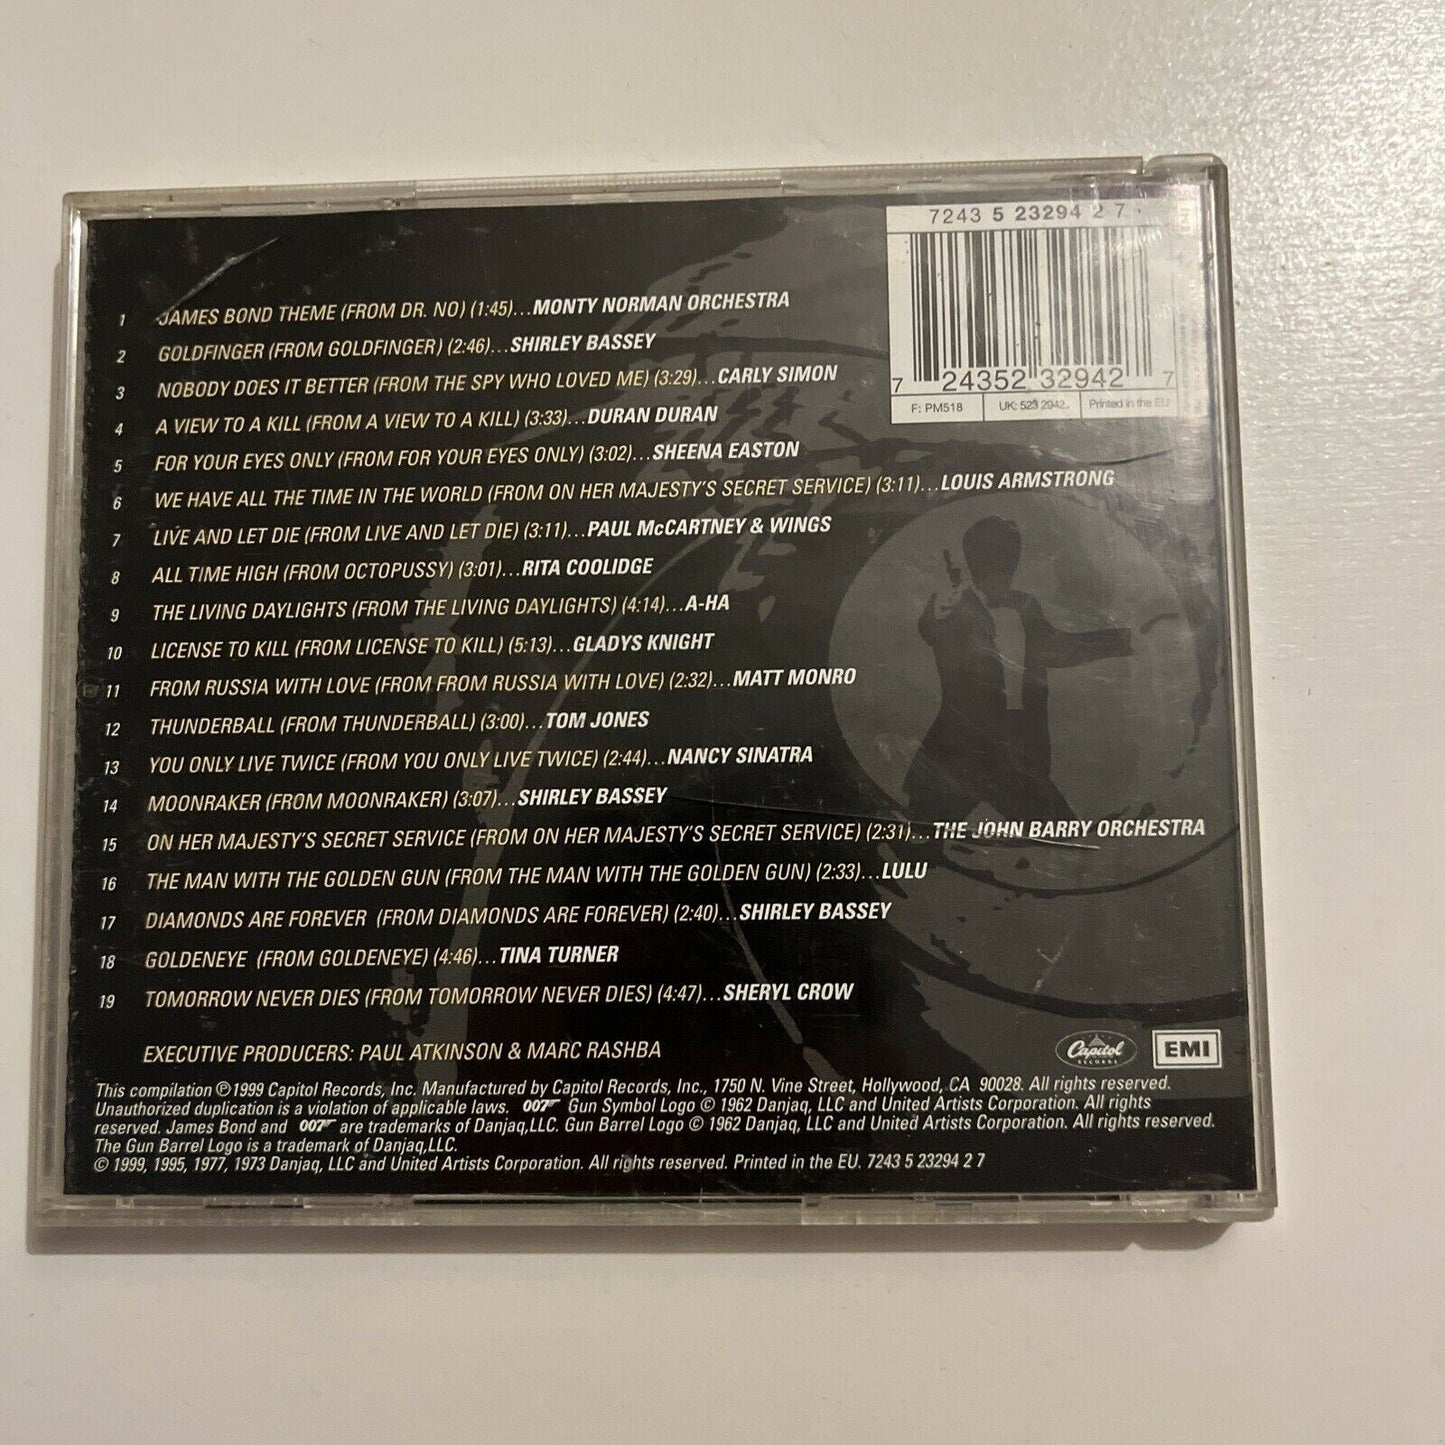 7243 5 23294 2 7
7 24352 32942 7
F: PM518 UK: 523 2942 Printed in the EU
1 JAMES BOND THEME (FROM DR. NO) (1:45)...MONTY NORMAN ORCHESTRA
2 GOLDFINGER (FROM GOLDFINGER) (2:46)...SHIRLEY BASSEY
3 NOBODY DOES IT BETTER (FROM THE SPY WHO LOVED ME) (3:29)...CARLY SIMON
4 A VIEW TO A KILL (FROM A VIEW TO A KILL) (3:33)...DURAN DURAN
5 FOR YOUR EYES ONLY (FROM FOR YOUR EYES ONLY) (3:02)...SHEENA EASTON
6 WE HAVE ALL THE TIME IN THE WORLD (FROM ON HER MAJESTY'S SECRET SERVICE) (3:11)...LOUIS ARMSTRONG
7 LIVE AND LET DIE (FROM LIVE AND LET DIE) (3:11)...PAUL McCARTNEY & WINGS
8 ALL TIME HIGH (FROM OCTOPUSSY) (3:01)...RITA COOLIDGE
9 THE LIVING DAYLIGHTS (FROM THE LIVING DAYLIGHTS) (4:14)...A-HA
10 LICENSE TO KILL (FROM LICENSE TO KILL) (5:13)...GLADYS KNIGHT
11 FROM RUSSIA WITH LOVE (FROM FROM RUSSIA WITH LOVE) (2:32)...MATT MONRO
12 THUNDERBALL (FROM THUNDERBALL) (3:00)...TOM JONES
13 YOU ONLY LIVE TWICE (FROM YOU ONLY LIVE TWICE) (2:44)...NANCY SINATRA
14 MOONRAKER (FROM MOONRAKER) (3:07)...SHIRLEY BASSEY
15 ON HER MAJESTY'S SECRET SERVICE (FROM ON HER MAJESTY'S SECRET SERVICE) (2:31)...THE JOHN BARRY ORCHESTRA
16 THE MAN WITH THE GOLDEN GUN (FROM THE MAN WITH THE GOLDEN GUN) (2:33)...LULU
17 DIAMONDS ARE FOREVER (FROM DIAMONDS ARE FOREVER) (2:40)...SHIRLEY BASSEY
18 GOLDENEYE (FROM GOLDENEYE) (4:46)...TINA TURNER
19 TOMORROW NEVER DIES (FROM TOMORROW NEVER DIES) (4:47)...SHERYL CROW
EXECUTIVE PRODUCERS: PAUL ATKINSON & MARC RASHBA
Capitol RECORDS EMI
This compilation ℗1999 Capitol Records, Inc. Manufactured by Capitol Records, Inc., 1750 N. Vine Street, Hollywood, CA 90028. All rights reserved.
Unauthorized duplication is a violation of applicable laws. 007 Gun Symbol Logo © 1962 Danjaq, LLC and United Artists Corporation. All rights
reserved. James Bond and 007 are trademarks of Danjaq,LLC. Gun Barrel Logo © 1962 Danjaq, LLC and United Artists Corporation. All rights reserved.
The Gun Barrel Logo is a trademark of Danjaq,LLC.
© 1999, 1995, 1977, 1973 Danjaq, LLC and United Artists Corporation. All rights reserved. Printed in the EU. 7243 5 23294 2 7